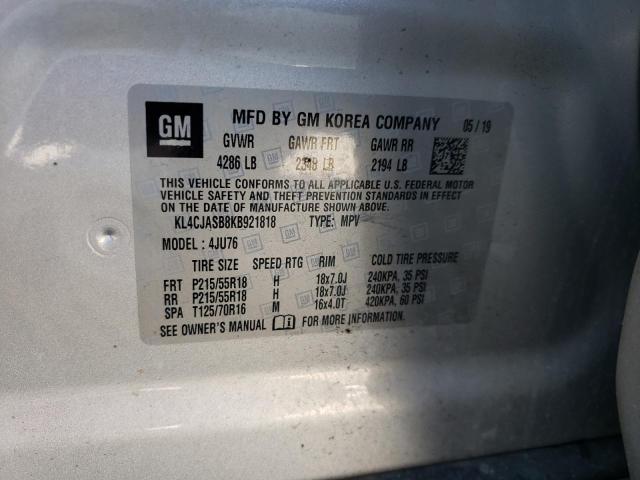 GM MFD BY GM KOREA COMPANY 05/19
GVWR GAWR FRT GAWR RR
4286 LB 2348 LB 2194 LB
THIS VEHICLE CONFORMS TO ALL APPLICABLE U.S. FEDERAL MOTOR
VEHICLE SAFETY AND THEFT PREVENTION STANDARDS IN EFFECT
ON THE DATE OF MANUFACTURE SHOWN ABOVE.
KL4CJASB8KB921818 TYPE: MPV
MODEL: 4JU76
TIRE SIZE SPEED RTG RIM COLD TIRE PRESSURE
FRT P215/55R18 H 18x7.0J 240KPA, 35 PSI
RR P215/55R18 H 18x7.0J 240KPA, 35 PSI
SPA T125/70R16 M 16x4.0T 420KPA, 60 PSI
SEE OWNER'S MANUAL FOR MORE INFORMATION.